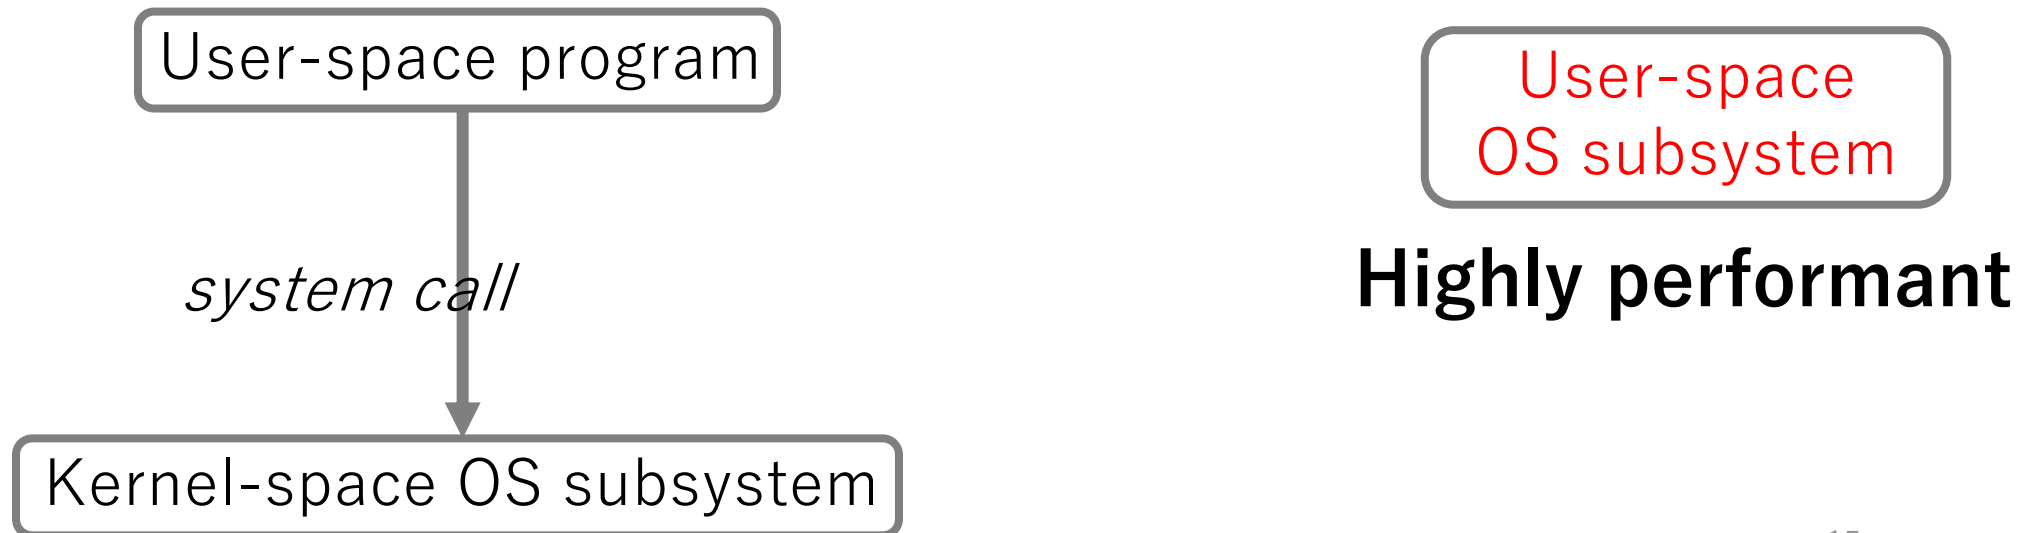 User-space program
system call
Kernel-space OS subsystem
User-space
OS subsystem
Highly performant